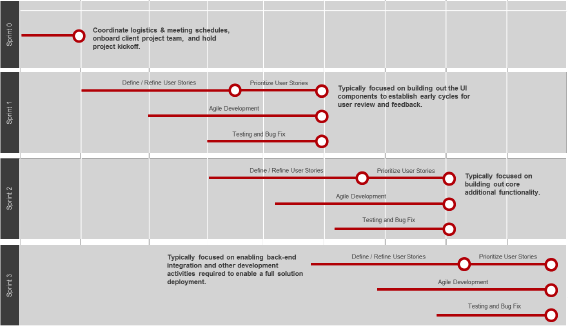 Sprint 0
Coordinate logistics & meeting schedules,
onboard client project team, and hold
project kickoff.
Sprint 1
Define / Refine User Stories
Prioritize User Stories
Agile Development
Testing and Bug Fix
Typically focused on building out the UI
components to establish early cycles for
user review and feedback.
Sprint 2
Define / Refine User Stories
Prioritize User Stories
Agile Development
Testing and Bug Fix
Typically focused on
building out core
additional functionality.
Sprint 3
Typically focused on enabling back-end
integration and other development
activities required to enable a full solution
deployment.
Define / Refine User Stories
Prioritize User Stories
Agile Development
Testing and Bug Fix